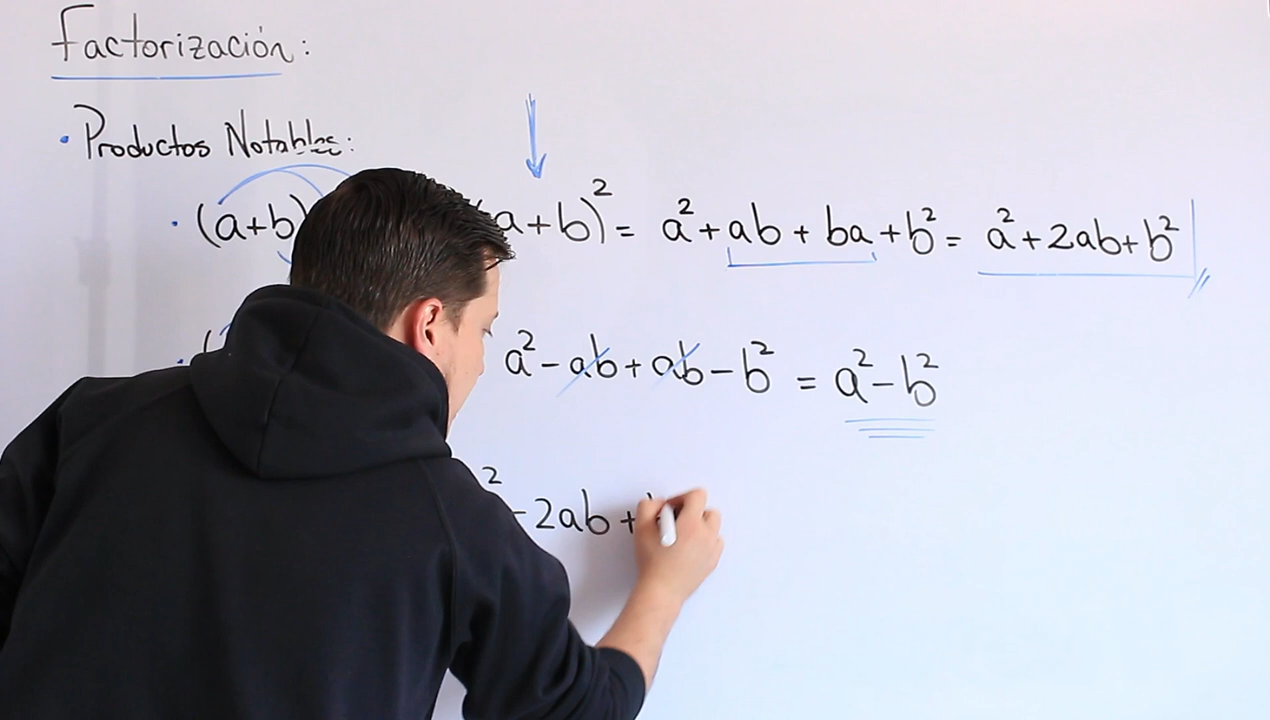 Factorización:
• Productos Notables:
• (a+b) a+b)² = a² + ab + ba + b² = a² + 2ab + b²
• ( a² - ab + ab - b² = a² - b²
² - 2ab +